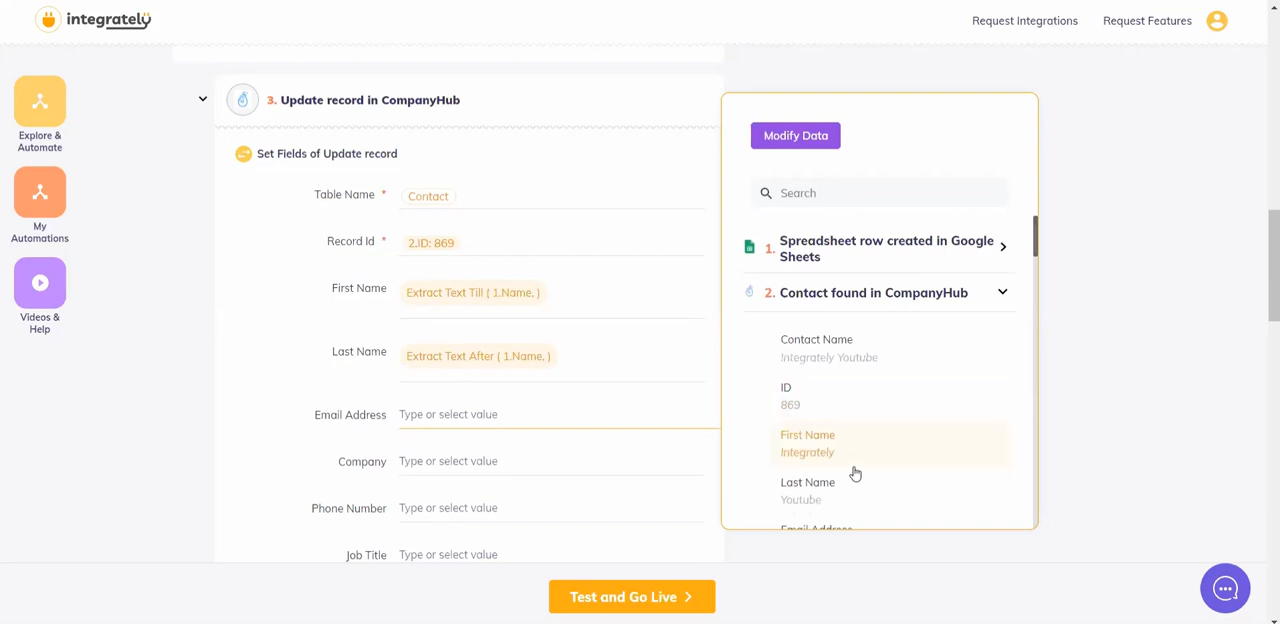 integrately
Request Integrations
Request Features
Explore &
Automate
My
Automations
Videos &
Help
3. Update record in CompanyHub
Set Fields of Update record
Table Name * Contact
Record Id * 2.ID: 869
First Name Extract Text Till ( 1.Name, )
Last Name Extract Text After ( 1.Name, )
Email Address Type or select value
Company Type or select value
Phone Number Type or select value
Job Title Type or select value
Modify Data
Search
1. Spreadsheet row created in Google
Sheets
2. Contact found in CompanyHub
Contact Name
Integrately Youtube
ID
869
First Name
Integrately
Last Name
Youtube
Email Address
Test and Go Live